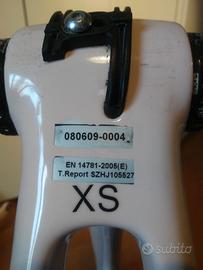 080609-0004
EN 14781-2005(E)
T.Report SZHJ105527
XS
subito